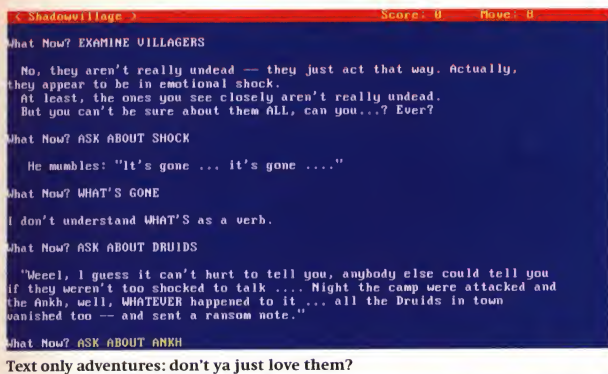 < Shadowvillage >    Score: 0    Move: 8
What Now? EXAMINE VILLAGERS
No, they aren't really undead -- they just act that way. Actually,
they appear to be in emotional shock.
At least, the ones you see closely aren't really undead.
But you can't be sure about them ALL, can you...? Ever?
What Now? ASK ABOUT SHOCK
He mumbles: "It's gone ... it's gone ...."
What Now? WHAT'S GONE
I don't understand WHAT'S as a verb.
What Now? ASK ABOUT DRUIDS
"Weeel, I guess it can't hurt to tell you, anybody else could tell you
if they weren't too shocked to talk .... Night the camp were attacked and
the Ankh, well, WHATEVER happened to it ... all the Druids in town
vanished too -- and sent a ransom note."
What Now? ASK ABOUT ANKH
Text only adventures: don't ya just love them?